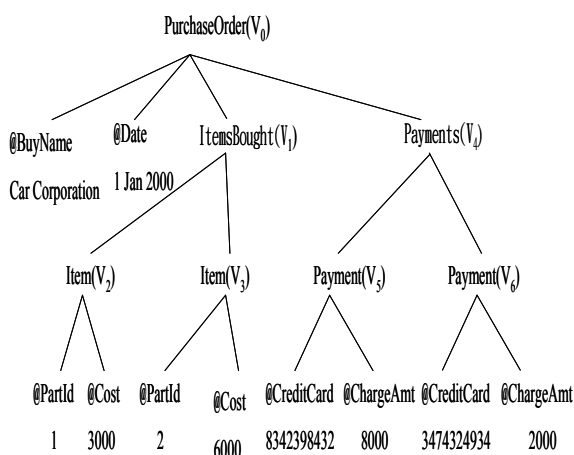 PurchaseOrder(V0)
@BuyName @Date ItemsBought(V1) Payments(V4)
Car Corporation 1 Jan 2000
Item(V2) Item(V3) Payment(V5) Payment(V6)
@PartId @Cost @PartId @Cost @CreditCard @ChargeAmt @CreditCard @ChargeAmt
1 3000 2 6000 8342398432 8000 3474324934 2000